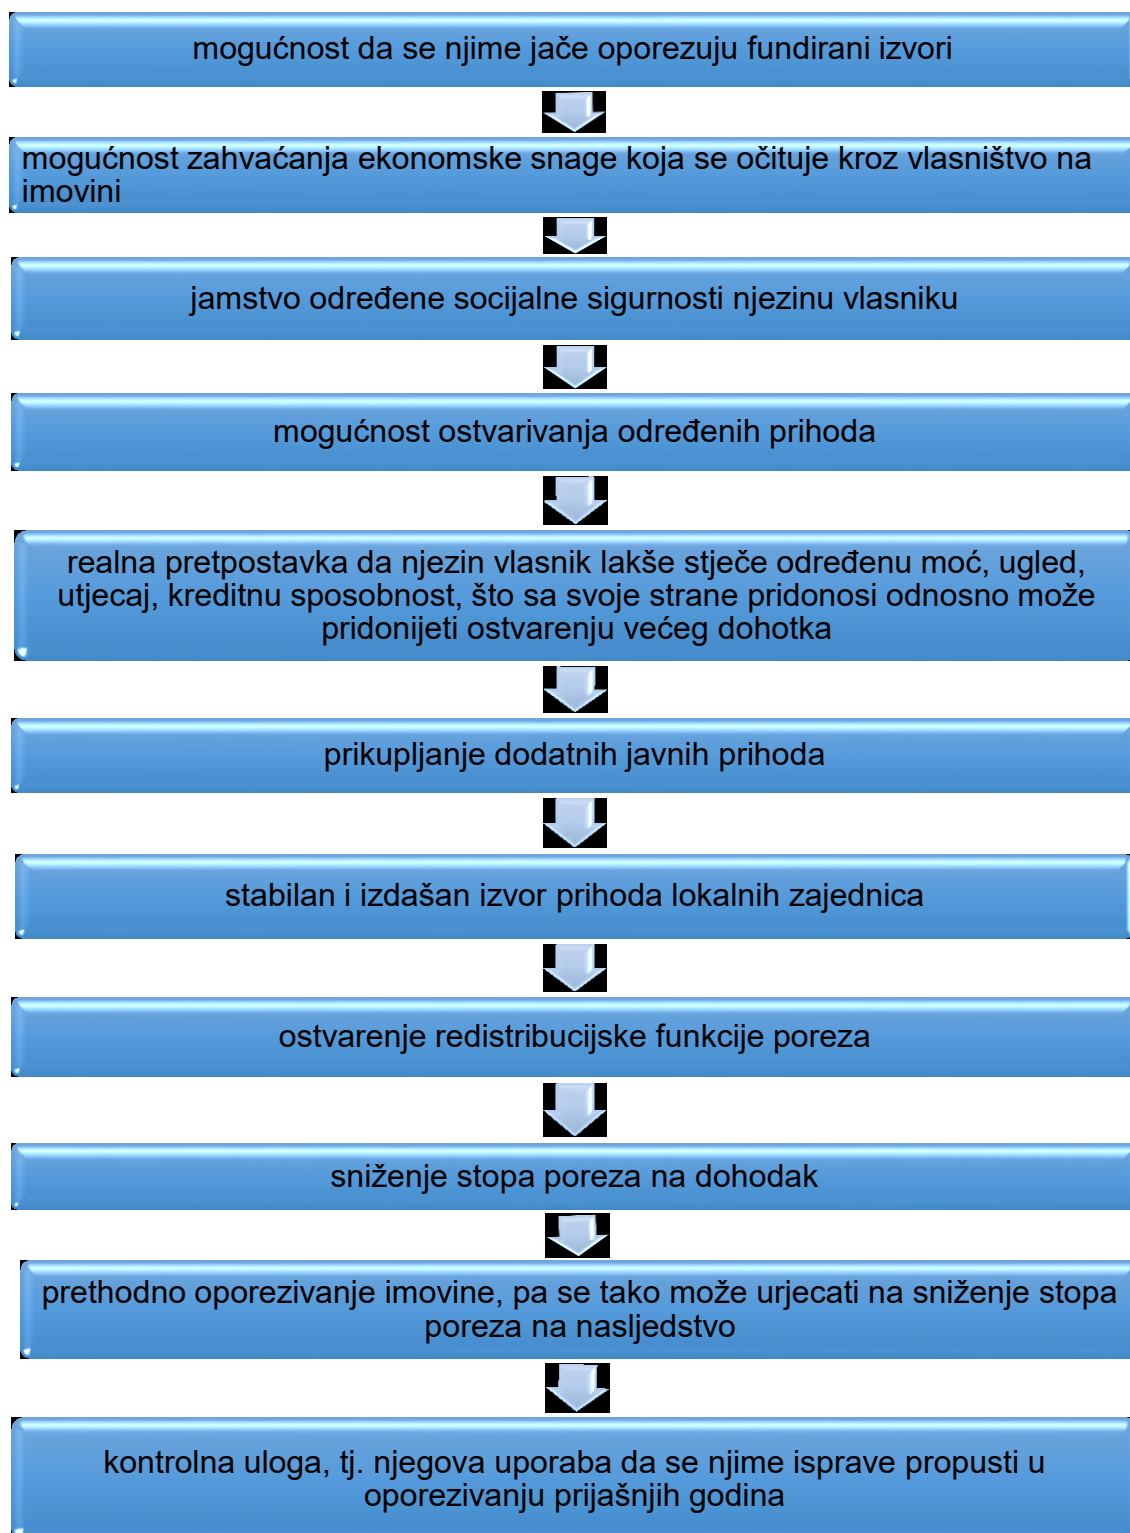 mogućnost da se njime jače oporezuju fundirani izvori
mogućnost zahvaćanja ekonomske snage koja se očituje kroz vlasništvo na
imovini
jamstvo određene socijalne sigurnosti njezinu vlasniku
mogućnost ostvarivanja određenih prihoda
realna pretpostavka da njezin vlasnik lakše stječe određenu moć, ugled,
utjecaj, kreditnu sposobnost, što sa svoje strane pridonosi odnosno može
pridonijeti ostvarenju većeg dohotka
prikupljanje dodatnih javnih prihoda
stabilan i izdašan izvor prihoda lokalnih zajednica
ostvarenje redistribucijske funkcije poreza
sniženje stopa poreza na dohodak
prethodno oporezivanje imovine, pa se tako može urjecati na sniženje stopa
poreza na nasljedstvo
kontrolna uloga, tj. njegova uporaba da se njime isprave propusti u
oporezivanju prijašnjih godina